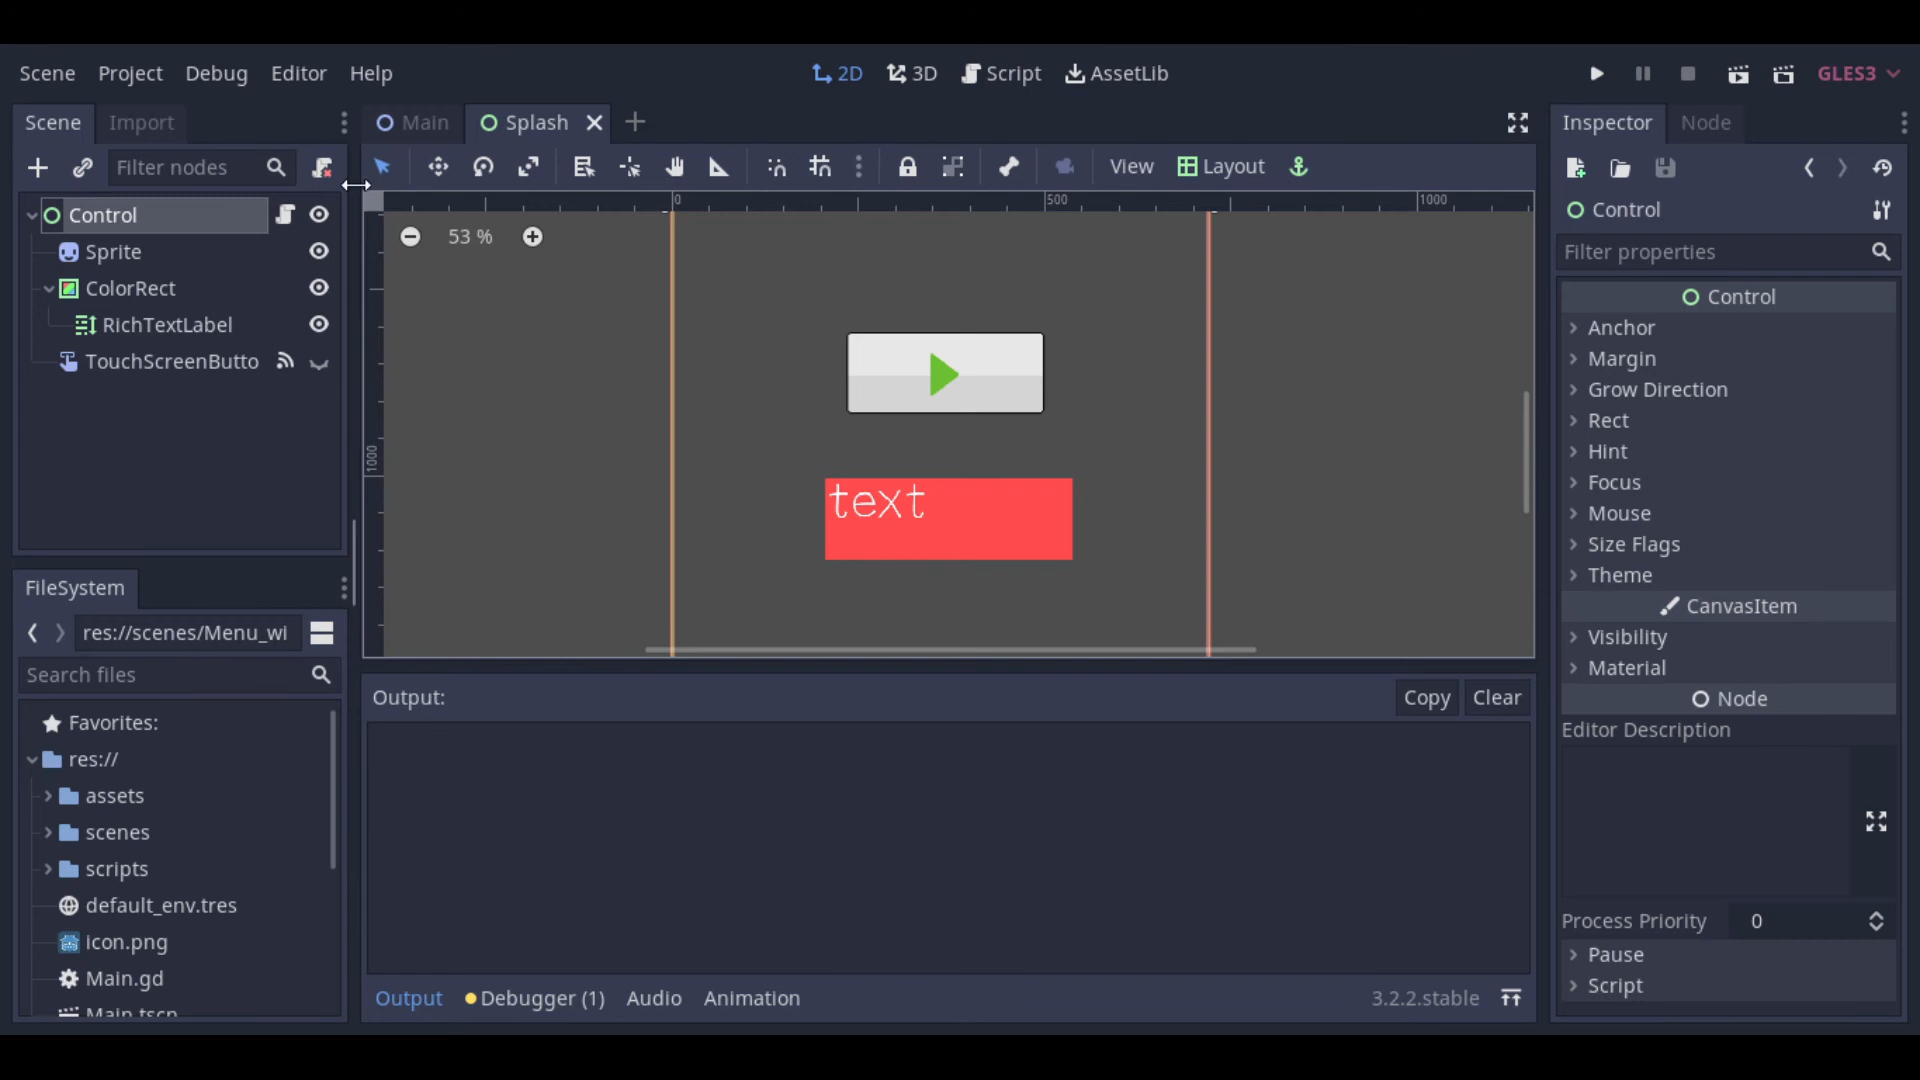 Scene Project Debug Editor Help
2D 3D Script AssetLib
GLES3
Scene Import
Main Splash
Inspector Node
Filter nodes
View Layout
Control
Sprite
ColorRect
RichTextLabel
TouchScreenButto
0 500 1000
53 %
1000
text
Control
Filter properties
Control
Anchor
Margin
Grow Direction
Rect
Hint
Focus
Mouse
Size Flags
Theme
CanvasItem
Visibility
Material
Node
Editor Description
Process Priority 0
Pause
Script
FileSystem
res://scenes/Menu_wi
Search files
Favorites:
res://
assets
scenes
scripts
default_env.tres
icon.png
Main.gd
Main.tscn
Output:
Copy Clear
Output Debugger (1) Audio Animation
3.2.2.stable